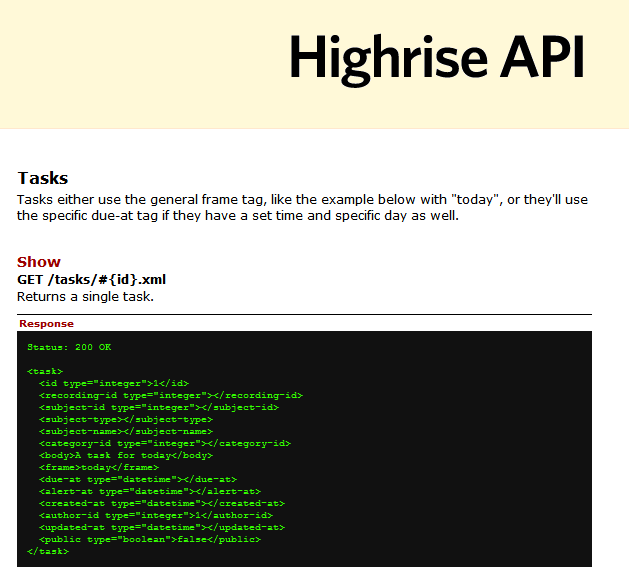 Highrise API
Tasks
Tasks either use the general frame tag, like the example below with "today", or they'll use
the specific due-at tag if they have a set time and specific day as well.
Show
GET /tasks/#{id}.xml
Returns a single task.
Response
Status: 200 OK
<task>
  <id type="integer">1</id>
  <recording-id type="integer"></recording-id>
  <subject-id type="integer"></subject-id>
  <subject-type></subject-type>
  <subject-name></subject-name>
  <category-id type="integer"></category-id>
  <body>A task for today</body>
  <frame>today</frame>
  <due-at type="datetime"></due-at>
  <alert-at type="datetime"></alert-at>
  <created-at type="datetime"></created-at>
  <author-id type="integer">1</author-id>
  <updated-at type="datetime"></updated-at>
  <public type="boolean">false</public>
</task>